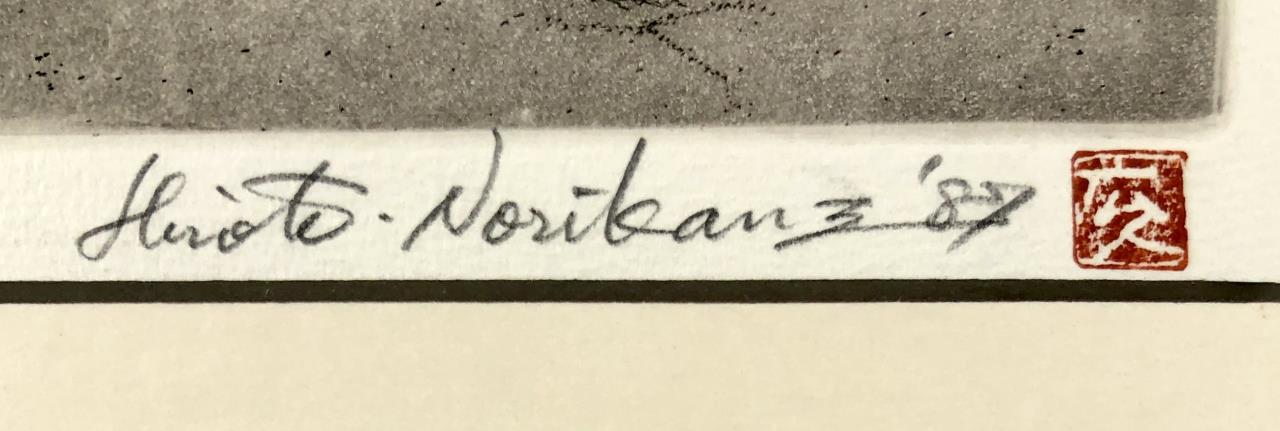 Hiroto · Norikane '87